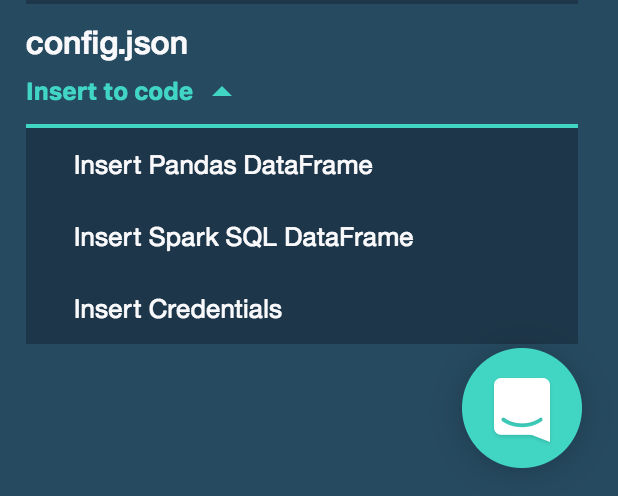 config.json
Insert to code
Insert Pandas DataFrame
Insert Spark SQL DataFrame
Insert Credentials